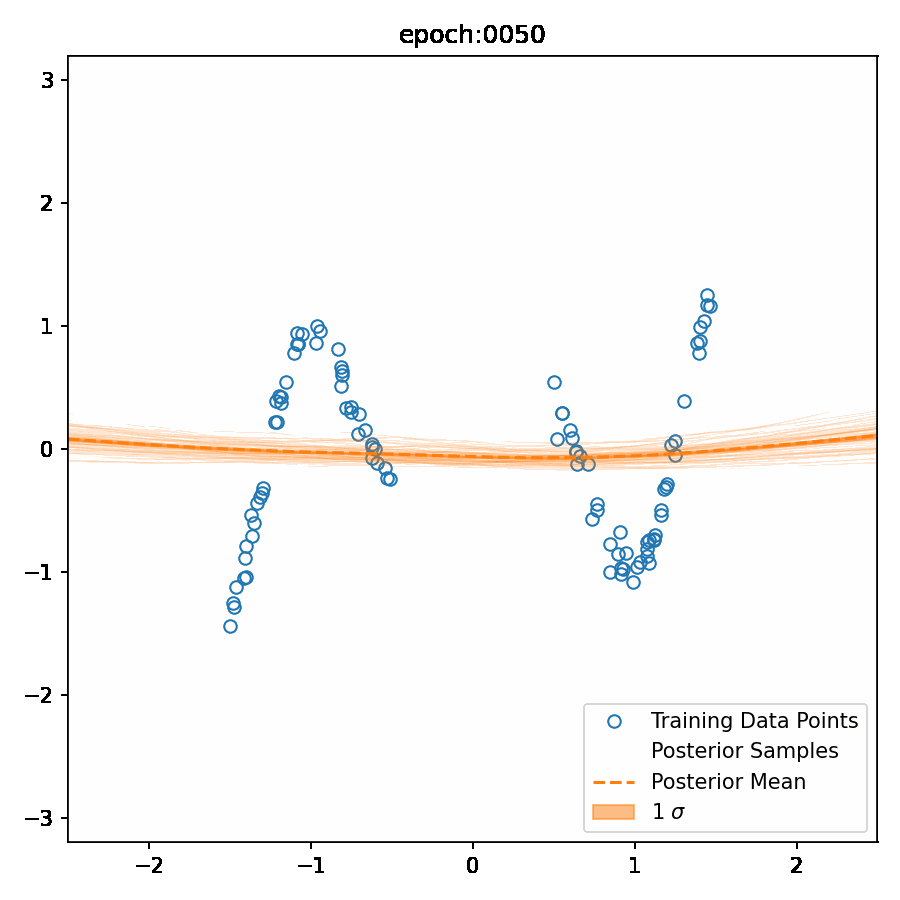 epoch:0050
3
2
1
0
−1
−2
−3
−2 −1 0 1 2
Training Data Points
Posterior Samples
Posterior Mean
1 σ